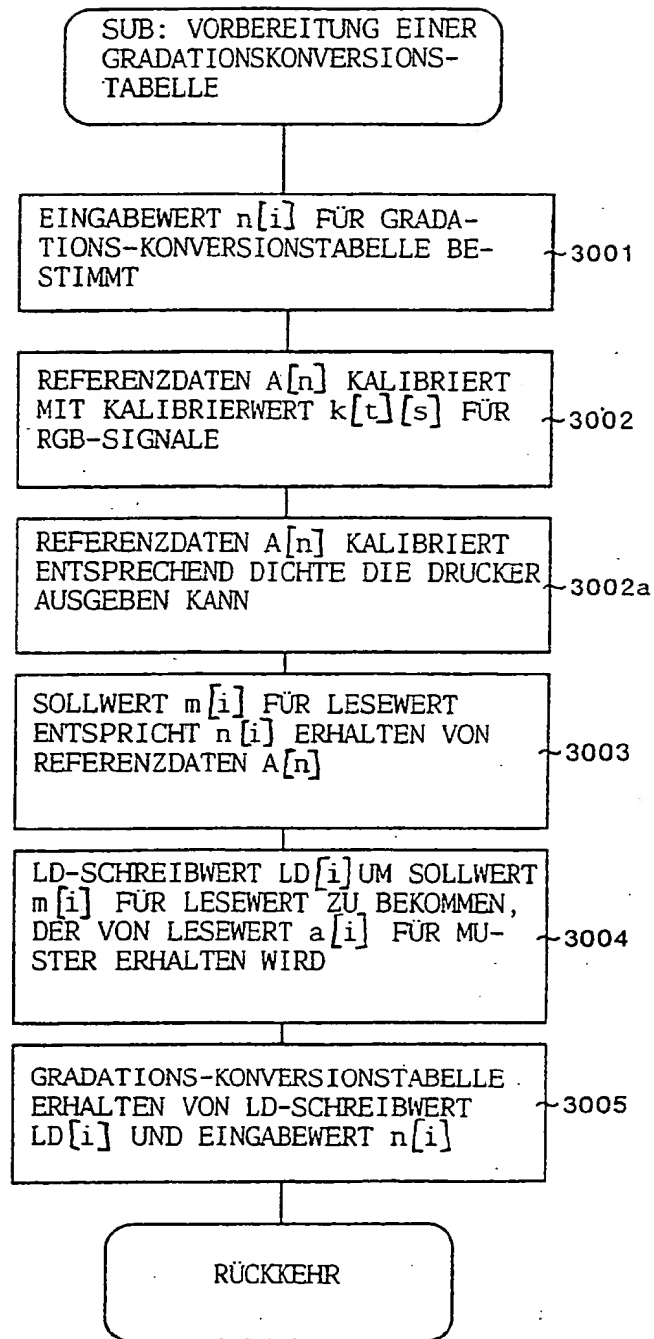 SUB: VORBEREITUNG EINER
GRADATIONSKONVERSIONS-
TABELLE
EINGABEWERT n[i] FÜR GRADA-
TIONS-KONVERSIONSTABELLE BE-
STIMMT
~3001
REFERENZDATEN A[n] KALIBRIERT
MIT KALIBRIERWERT k[t][s] FÜR
RGB-SIGNALE
~3002
REFERENZDATEN A[n] KALIBRIERT
ENTSPRECHEND DICHTE DIE DRUCKER
AUSGEBEN KANN
~3002a
SOLLWERT m[i] FÜR LESEWERT
ENTSPRICHT n[i] ERHALTEN VON
REFERENZDATEN A[n]
~3003
LD-SCHREIBWERT LD[i] UM SOLLWERT
m[i] FÜR LESEWERT ZU BEKOMMEN,
DER VON LESEWERT a[i] FÜR MU-
STER ERHALTEN WIRD
~3004
GRADATIONS-KONVERSIONSTABELLE
ERHALTEN VON LD-SCHREIBWERT
LD[i] UND EINGABEWERT n[i]
~3005
RÜCKKEHR